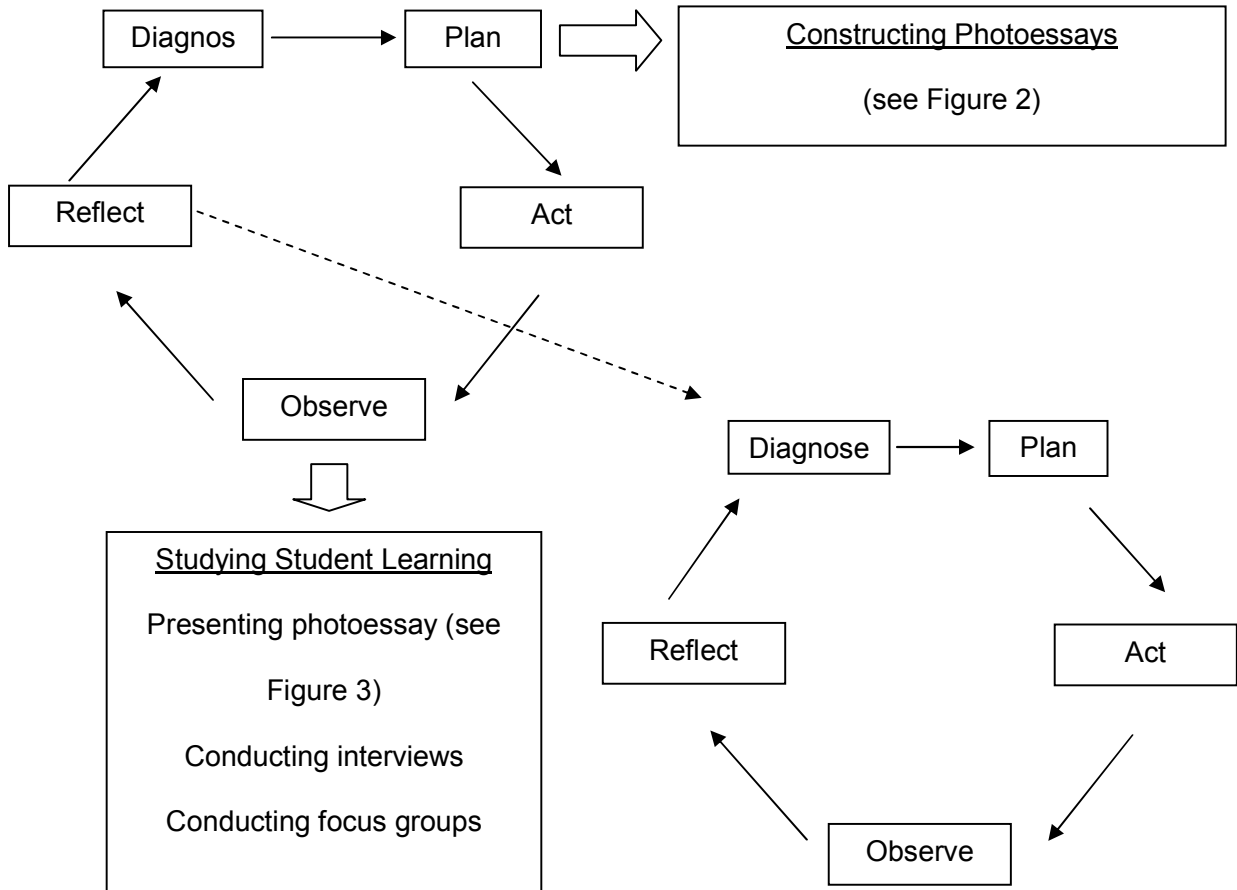 Diagnos
Plan
Constructing Photoessays
(see Figure 2)
Reflect
Act
Observe
Studying Student Learning
Presenting photoessay (see
Figure 3)
Conducting interviews
Conducting focus groups
Diagnose
Plan
Reflect
Act
Observe